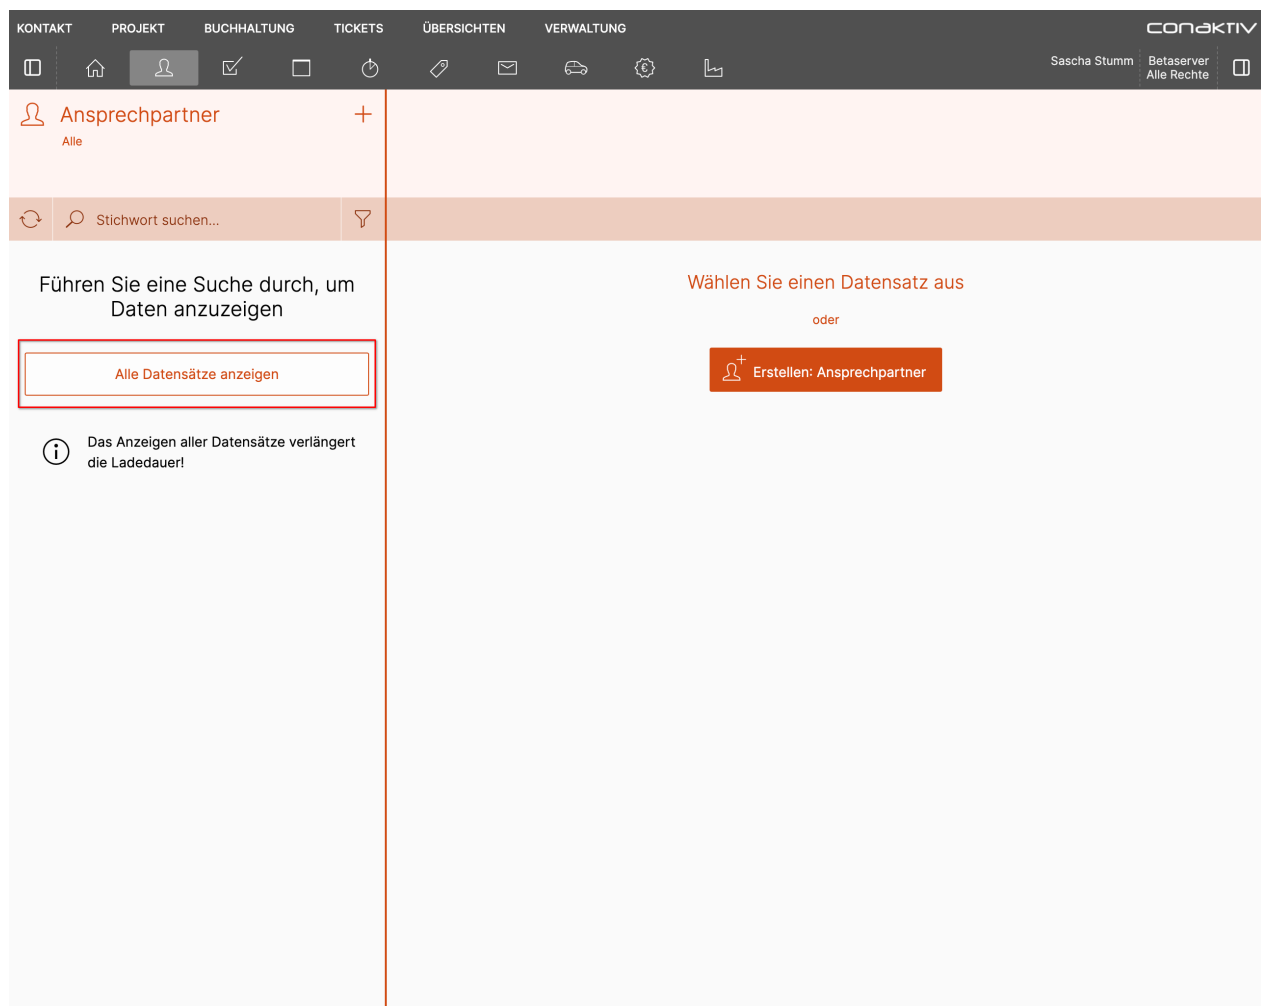 KONTAKT PROJEKT BUCHHALTUNG TICKETS ÜBERSICHTEN VERWALTUNG conaktiv
Sascha Stumm Betaserver
Alle Rechte
Ansprechpartner
Alle
Stichwort suchen...
Führen Sie eine Suche durch, um
Daten anzuzeigen
Alle Datensätze anzeigen
Das Anzeigen aller Datensätze verlängert
die Ladedauer!
Wählen Sie einen Datensatz aus
oder
Erstellen: Ansprechpartner